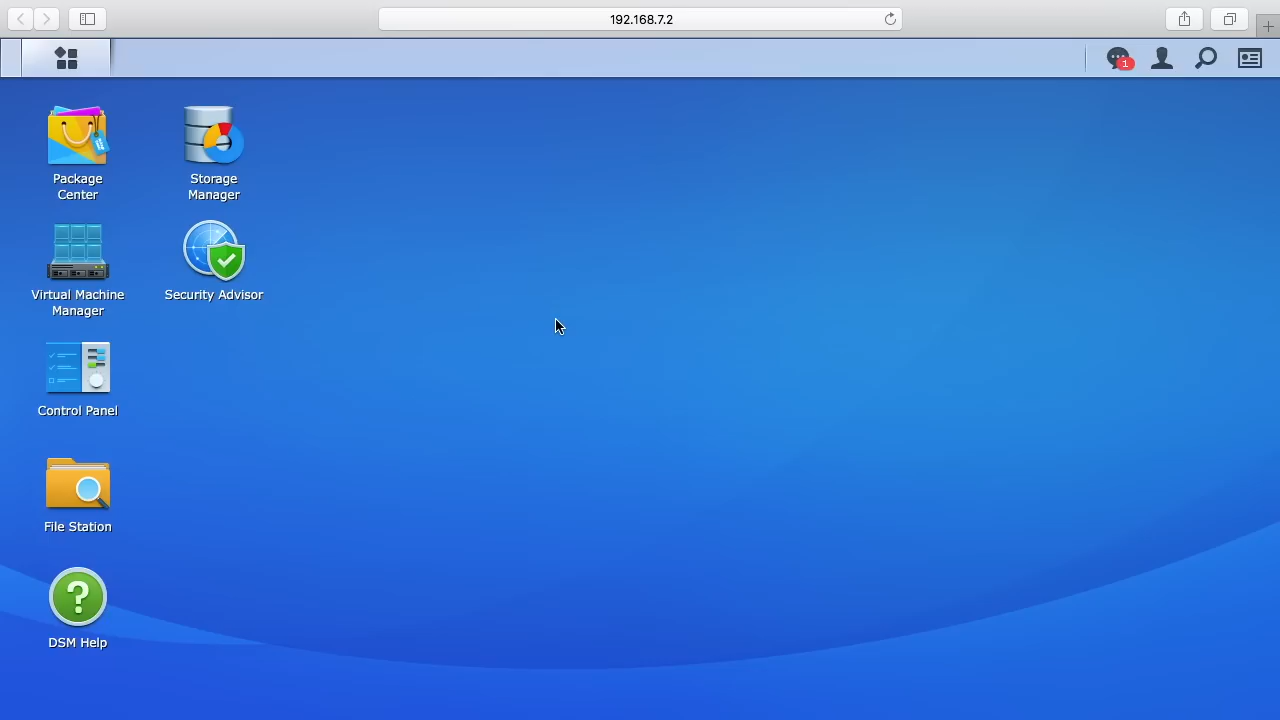 192.168.7.2
1
Package
Center
Storage
Manager
Virtual Machine
Manager
Security Advisor
Control Panel
File Station
DSM Help